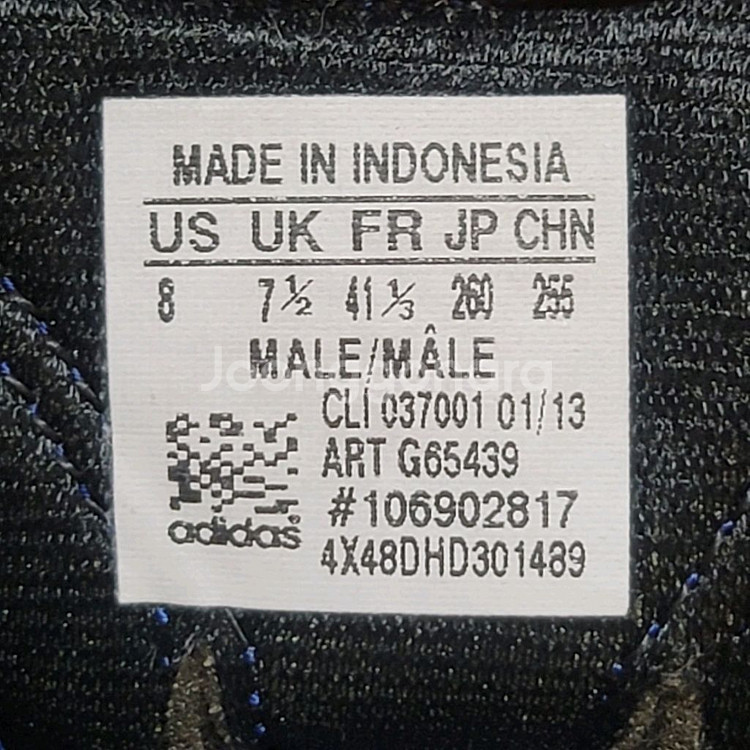 MADE IN INDONESIA
US UK FR JP CHN
8 7½ 41⅓ 260 255
MALE/MÂLE
Joonggonara
CLI 037001 01/13
ART G65439
#106902817
adidas
4X48DHD301489